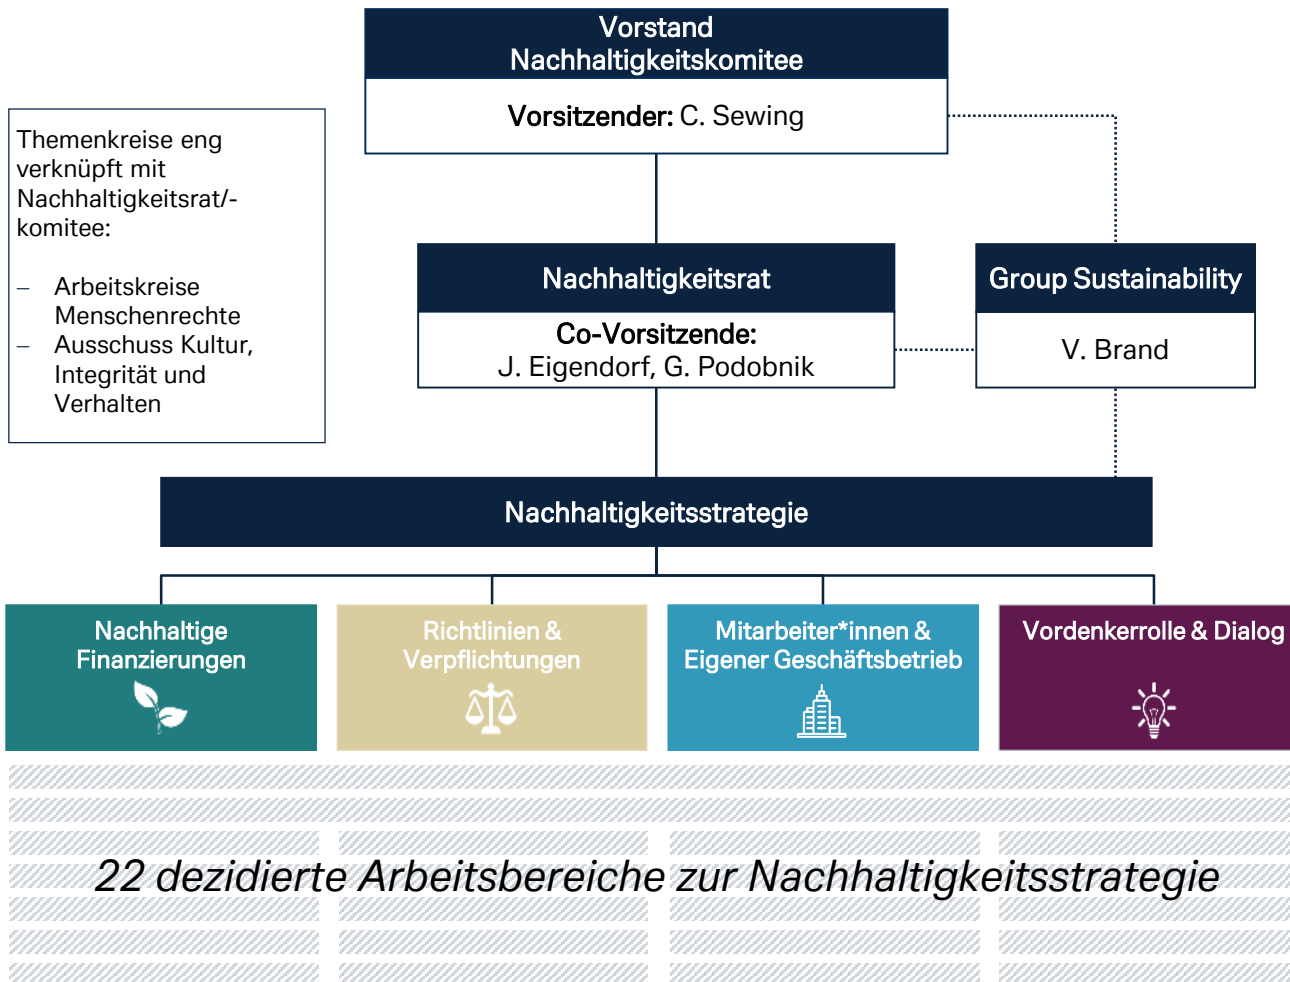 Vorstand
Nachhaltigkeitskomitee
Vorsitzender: C. Sewing
Themenkreise eng
verknüpft mit
Nachhaltigkeitsrat/-
komitee:
– Arbeitskreise
Menschenrechte
– Ausschuss Kultur,
Integrität und
Verhalten
Nachhaltigkeitsrat
Co-Vorsitzende:
J. Eigendorf, G. Podobnik
Group Sustainability
V. Brand
Nachhaltigkeitsstrategie
Nachhaltige
Finanzierungen
Richtlinien &
Verpflichtungen
Mitarbeiter*innen &
Eigener Geschäftsbetrieb
Vordenkerrolle & Dialog
22 dezidierte Arbeitsbereiche zur Nachhaltigkeitsstrategie